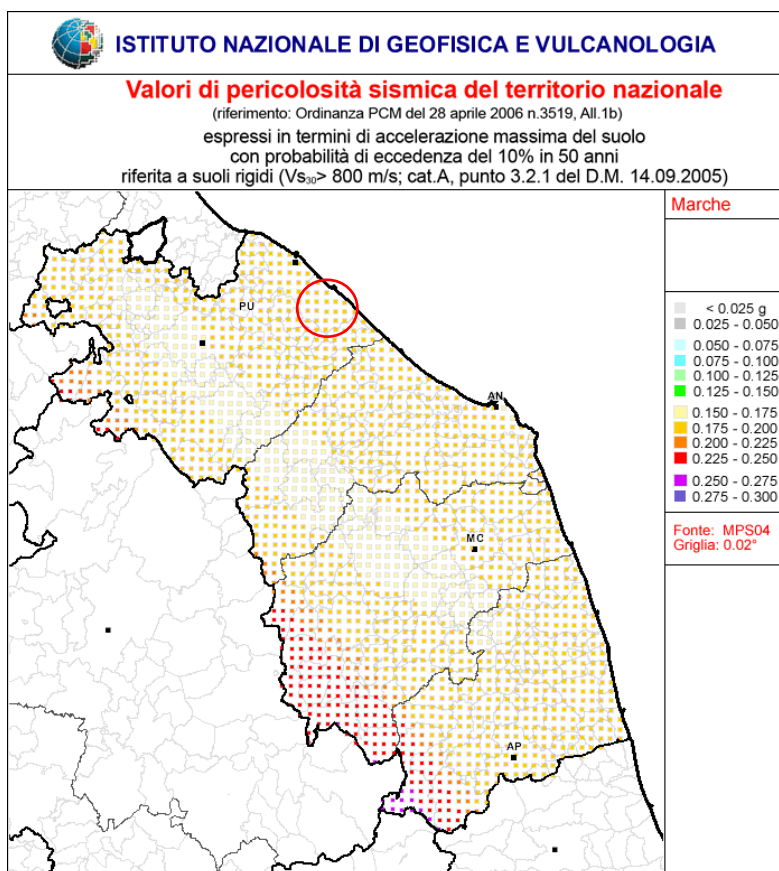 ISTITUTO NAZIONALE DI GEOFISICA E VULCANOLOGIA
Valori di pericolosità sismica del territorio nazionale
(riferimento: Ordinanza PCM del 28 aprile 2006 n.3519, All.1b)
espressi in termini di accelerazione massima del suolo
con probabilità di eccedenza del 10% in 50 anni
riferita a suoli rigidi (Vs₃₀> 800 m/s; cat.A, punto 3.2.1 del D.M. 14.09.2005)
Marche
PU
AN
MC
AP
< 0.025 g
0.025 - 0.050
0.050 - 0.075
0.075 - 0.100
0.100 - 0.125
0.125 - 0.150
0.150 - 0.175
0.175 - 0.200
0.200 - 0.225
0.225 - 0.250
0.250 - 0.275
0.275 - 0.300
Fonte: MPS04
Griglia: 0.02°